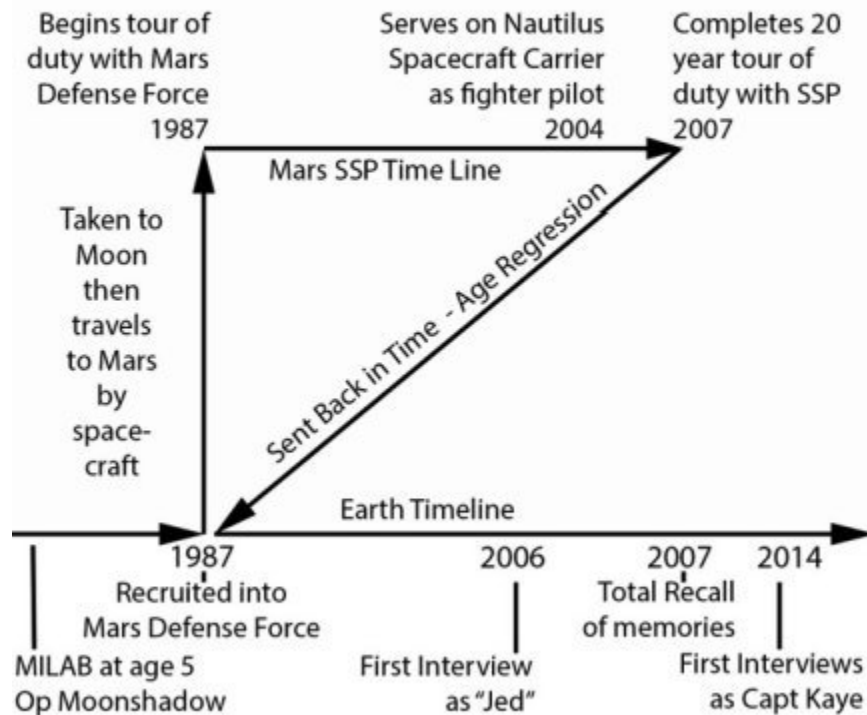 Begins tour of
duty with Mars
Defense Force
1987
Serves on Nautilus
Spacecraft Carrier
as fighter pilot
2004
Completes 20
year tour of
duty with SSP
2007
Mars SSP Time Line
Taken to
Moon
then
travels
to Mars
by
space-
craft
Sent Back in Time - Age Regression
Earth Timeline
1987
Recruited into
Mars Defense Force
2006
2007
Total Recall
of memories
2014
MILAB at age 5
Op Moonshadow
First Interview
as "Jed"
First Interviews
as Capt Kaye